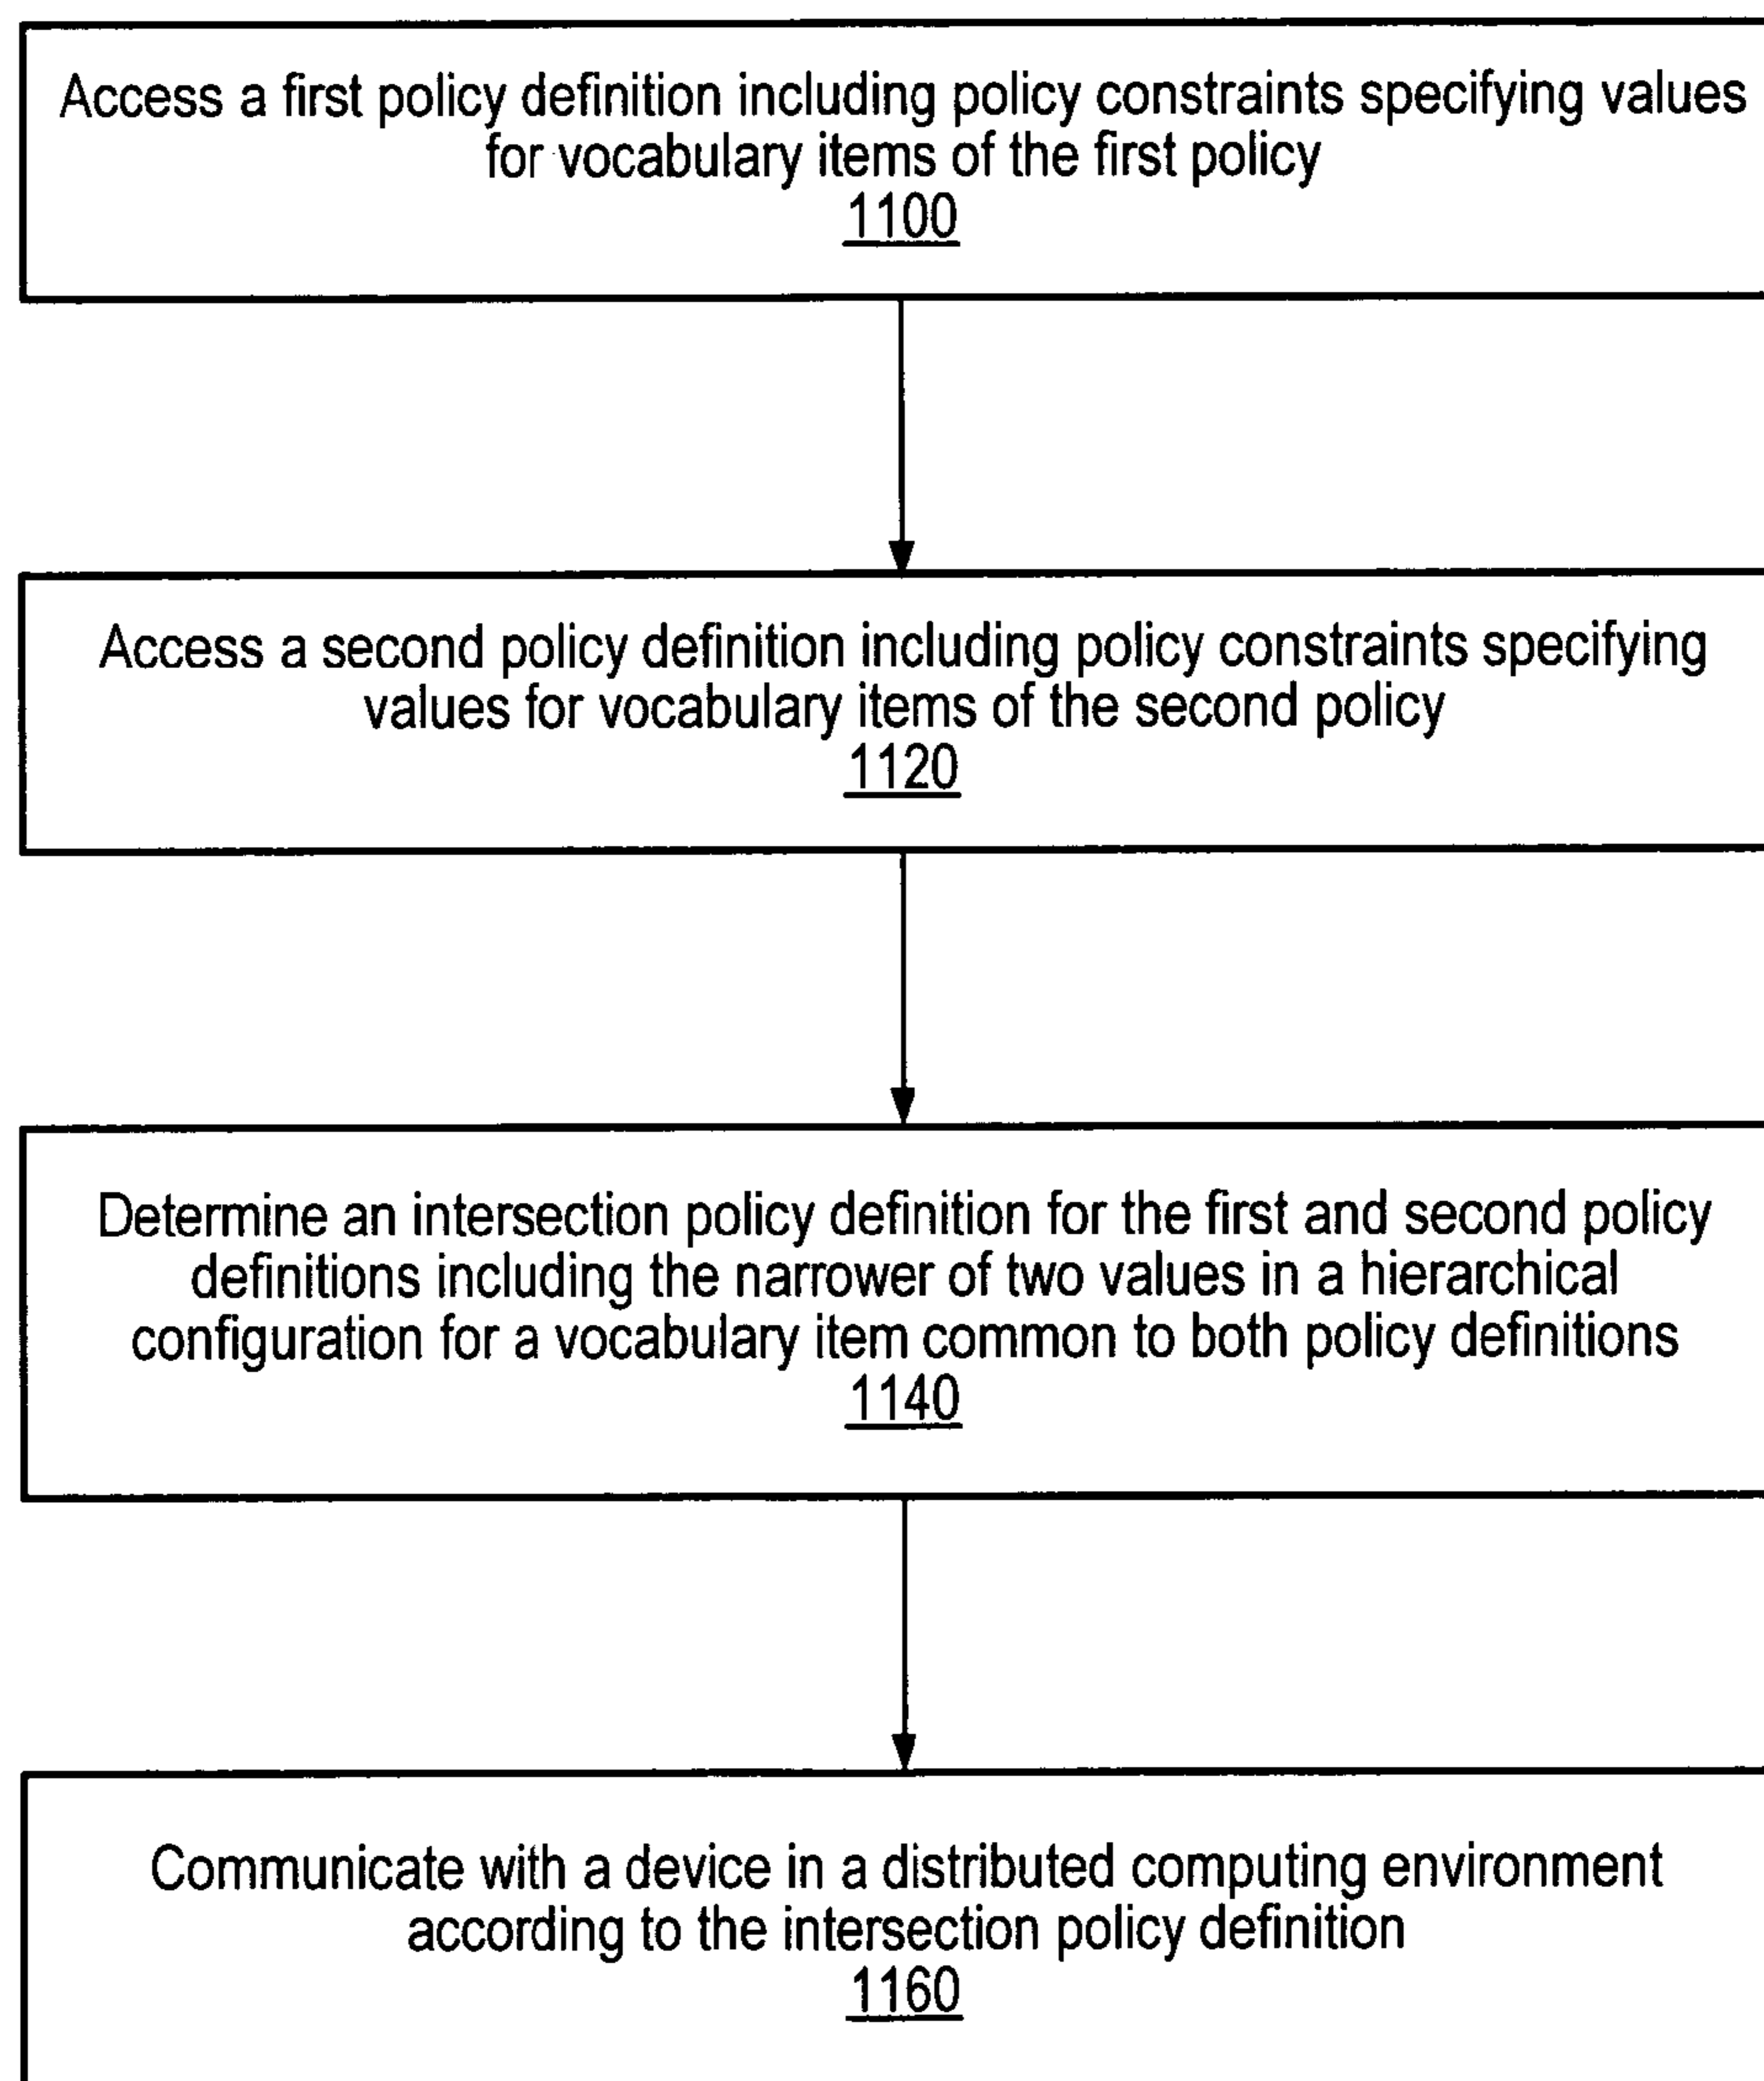 Access a first policy definition including policy constraints specifying values
for vocabulary items of the first policy
1100
Access a second policy definition including policy constraints specifying
values for vocabulary items of the second policy
1120
Determine an intersection policy definition for the first and second policy
definitions including the narrower of two values in a hierarchical
configuration for a vocabulary item common to both policy definitions
1140
Communicate with a device in a distributed computing environment
according to the intersection policy definition
1160